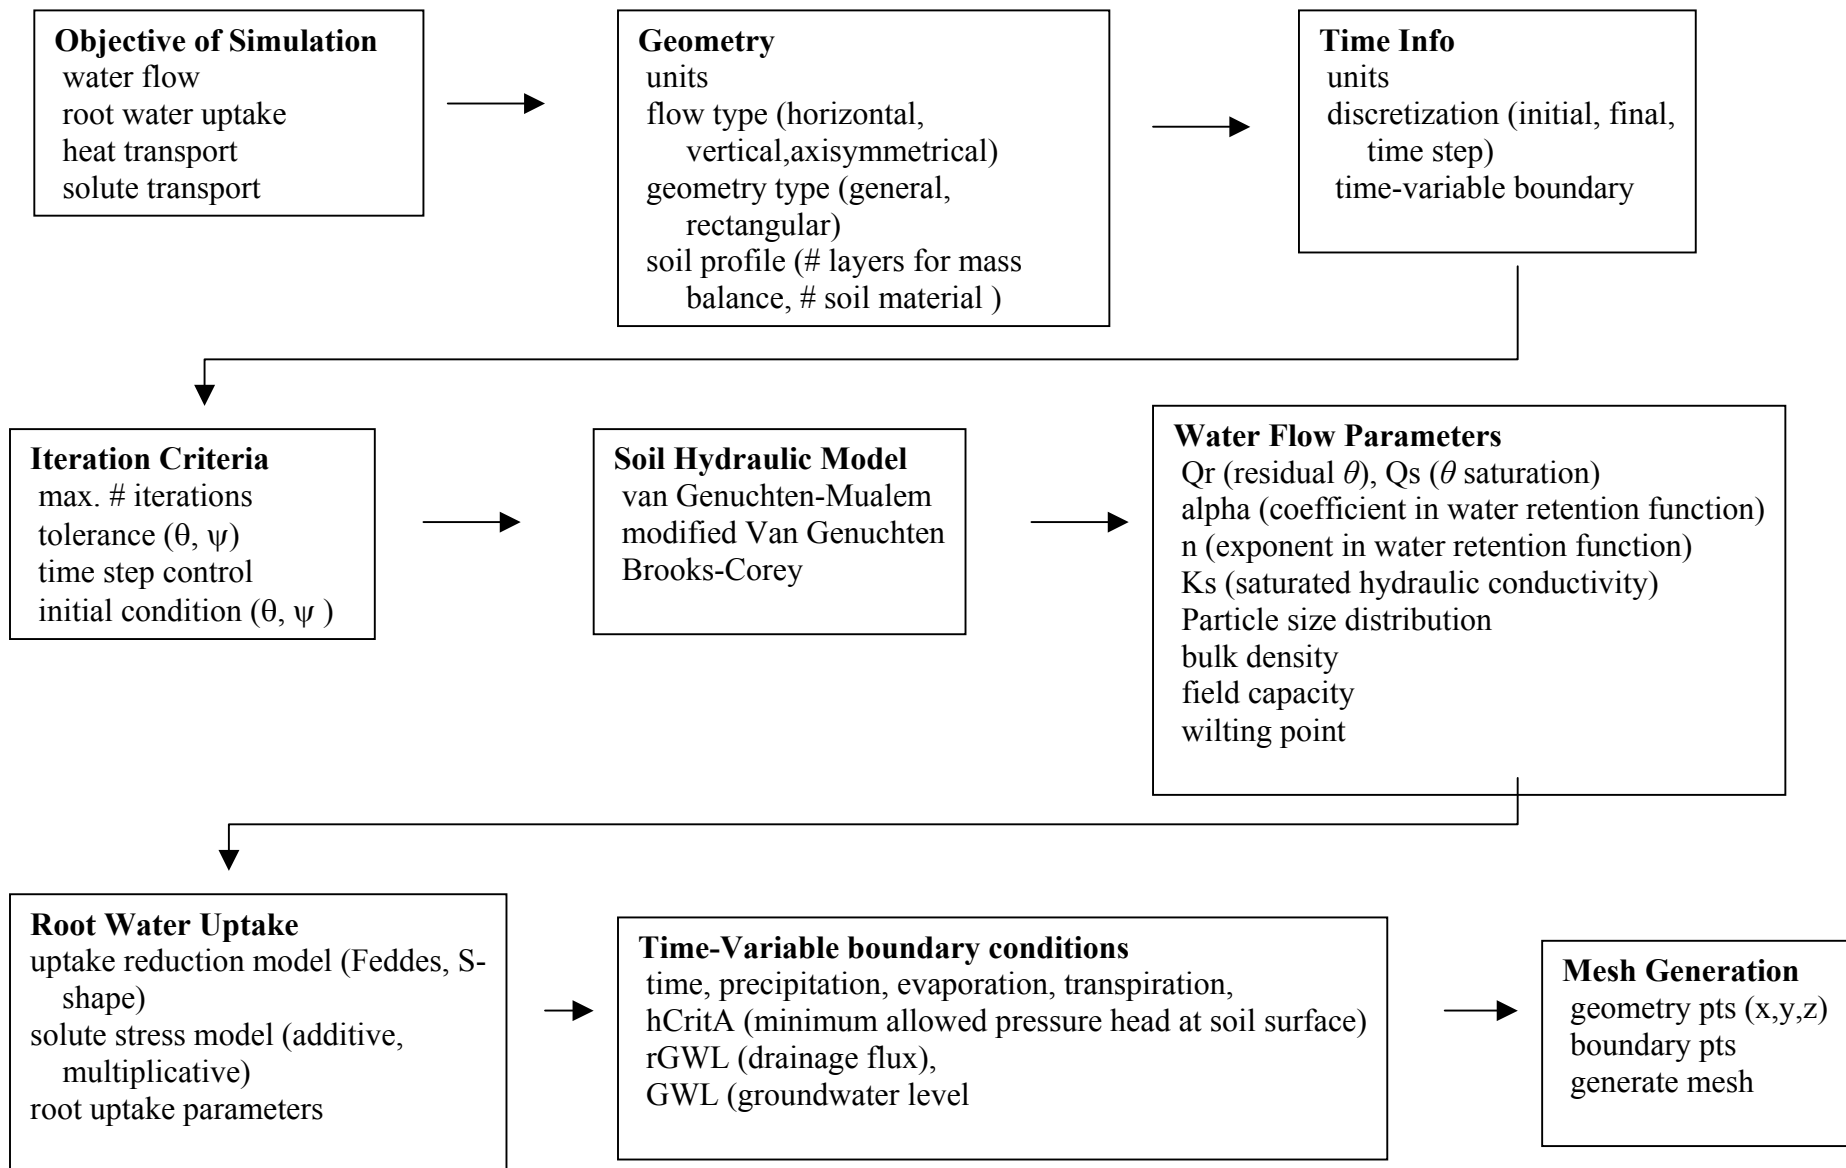 Objective of Simulation
water flow
root water uptake
heat transport
solute transport
Geometry
units
flow type (horizontal,
vertical,axisymmetrical)
geometry type (general,
rectangular)
soil profile (# layers for mass
balance, # soil material )
Time Info
units
discretization (initial, final,
time step)
time-variable boundary
Iteration Criteria
max. # iterations
tolerance (θ, ψ)
time step control
initial condition (θ, ψ )
Soil Hydraulic Model
van Genuchten-Mualem
modified Van Genuchten
Brooks-Corey
Water Flow Parameters
Qr (residual θ), Qs (θ saturation)
alpha (coefficient in water retention function)
n (exponent in water retention function)
Ks (saturated hydraulic conductivity)
Particle size distribution
bulk density
field capacity
wilting point
Root Water Uptake
uptake reduction model (Feddes, S-
shape)
solute stress model (additive,
multiplicative)
root uptake parameters
Time-Variable boundary conditions
time, precipitation, evaporation, transpiration,
hCritA (minimum allowed pressure head at soil surface)
rGWL (drainage flux),
GWL (groundwater level
Mesh Generation
geometry pts (x,y,z)
boundary pts
generate mesh